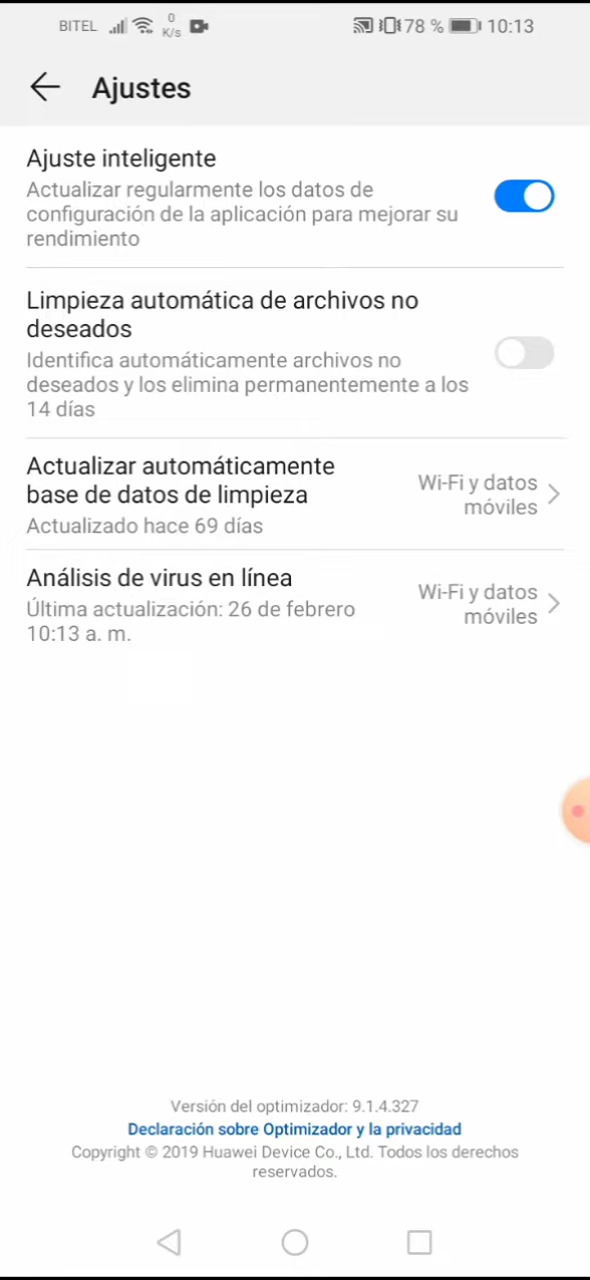 BITEL 0 K/s 78 % 10:13
Ajustes
Ajuste inteligente
Actualizar regularmente los datos de
configuración de la aplicación para mejorar su
rendimiento
Limpieza automática de archivos no
deseados
Identifica automáticamente archivos no
deseados y los elimina permanentemente a los
14 días
Actualizar automáticamente
base de datos de limpieza
Actualizado hace 69 días
Wi-Fi y datos
móviles
Análisis de virus en línea
Última actualización: 26 de febrero
10:13 a. m.
Wi-Fi y datos
móviles
Versión del optimizador: 9.1.4.327
Declaración sobre Optimizador y la privacidad
Copyright © 2019 Huawei Device Co., Ltd. Todos los derechos
reservados.